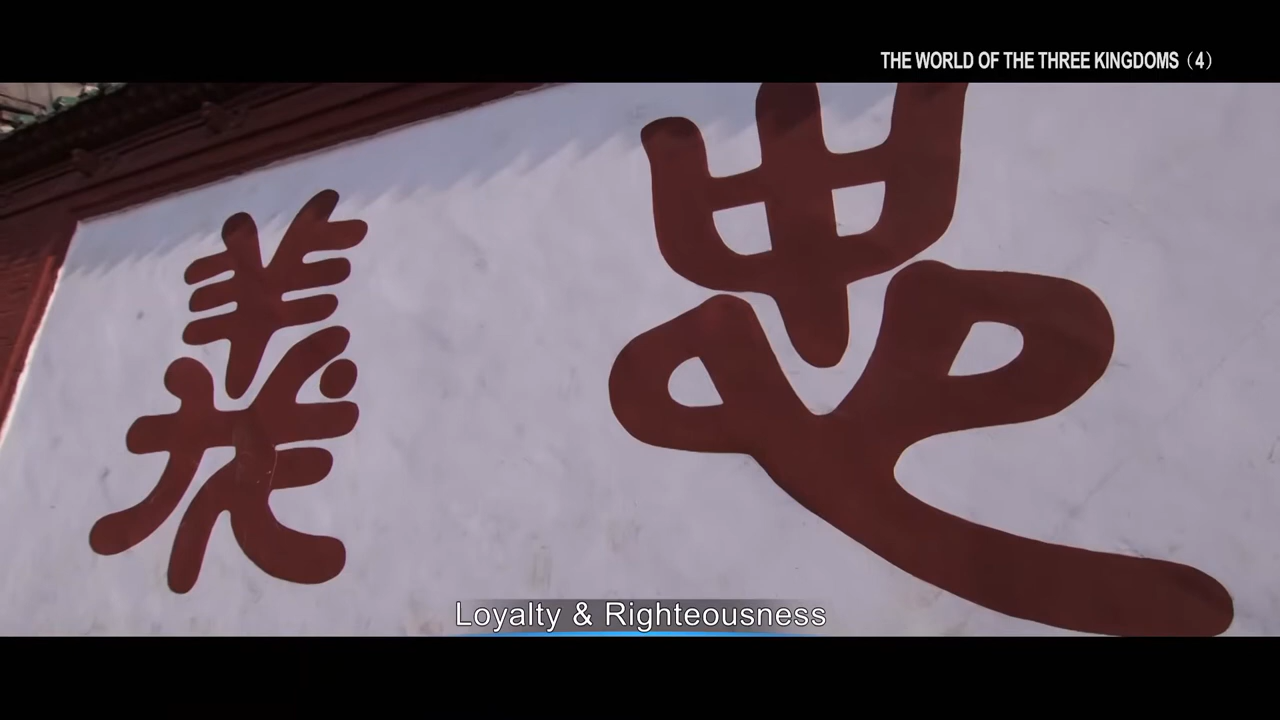 THE WORLD OF THE THREE KINGDOMS（4）
忠義
Loyalty & Righteousness